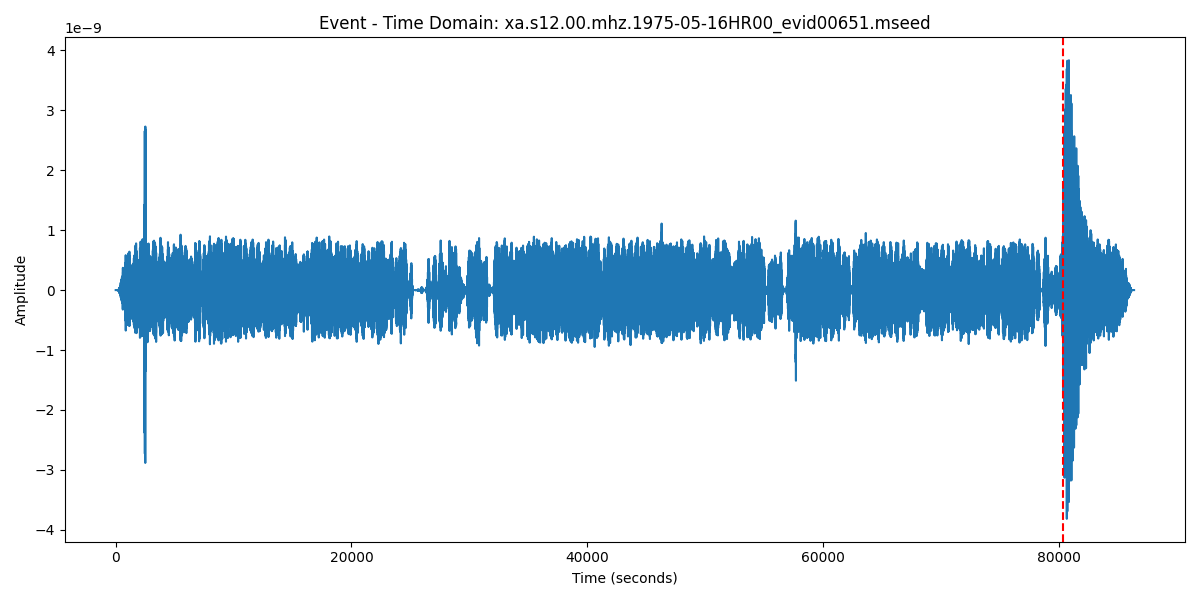 Event - Time Domain: xa.s12.00.mhz.1975-05-16HR00_evid00651.mseed
1e−9
4
3
2
1
0
−1
−2
−3
−4
Amplitude
0 20000 40000 60000 80000
Time (seconds)